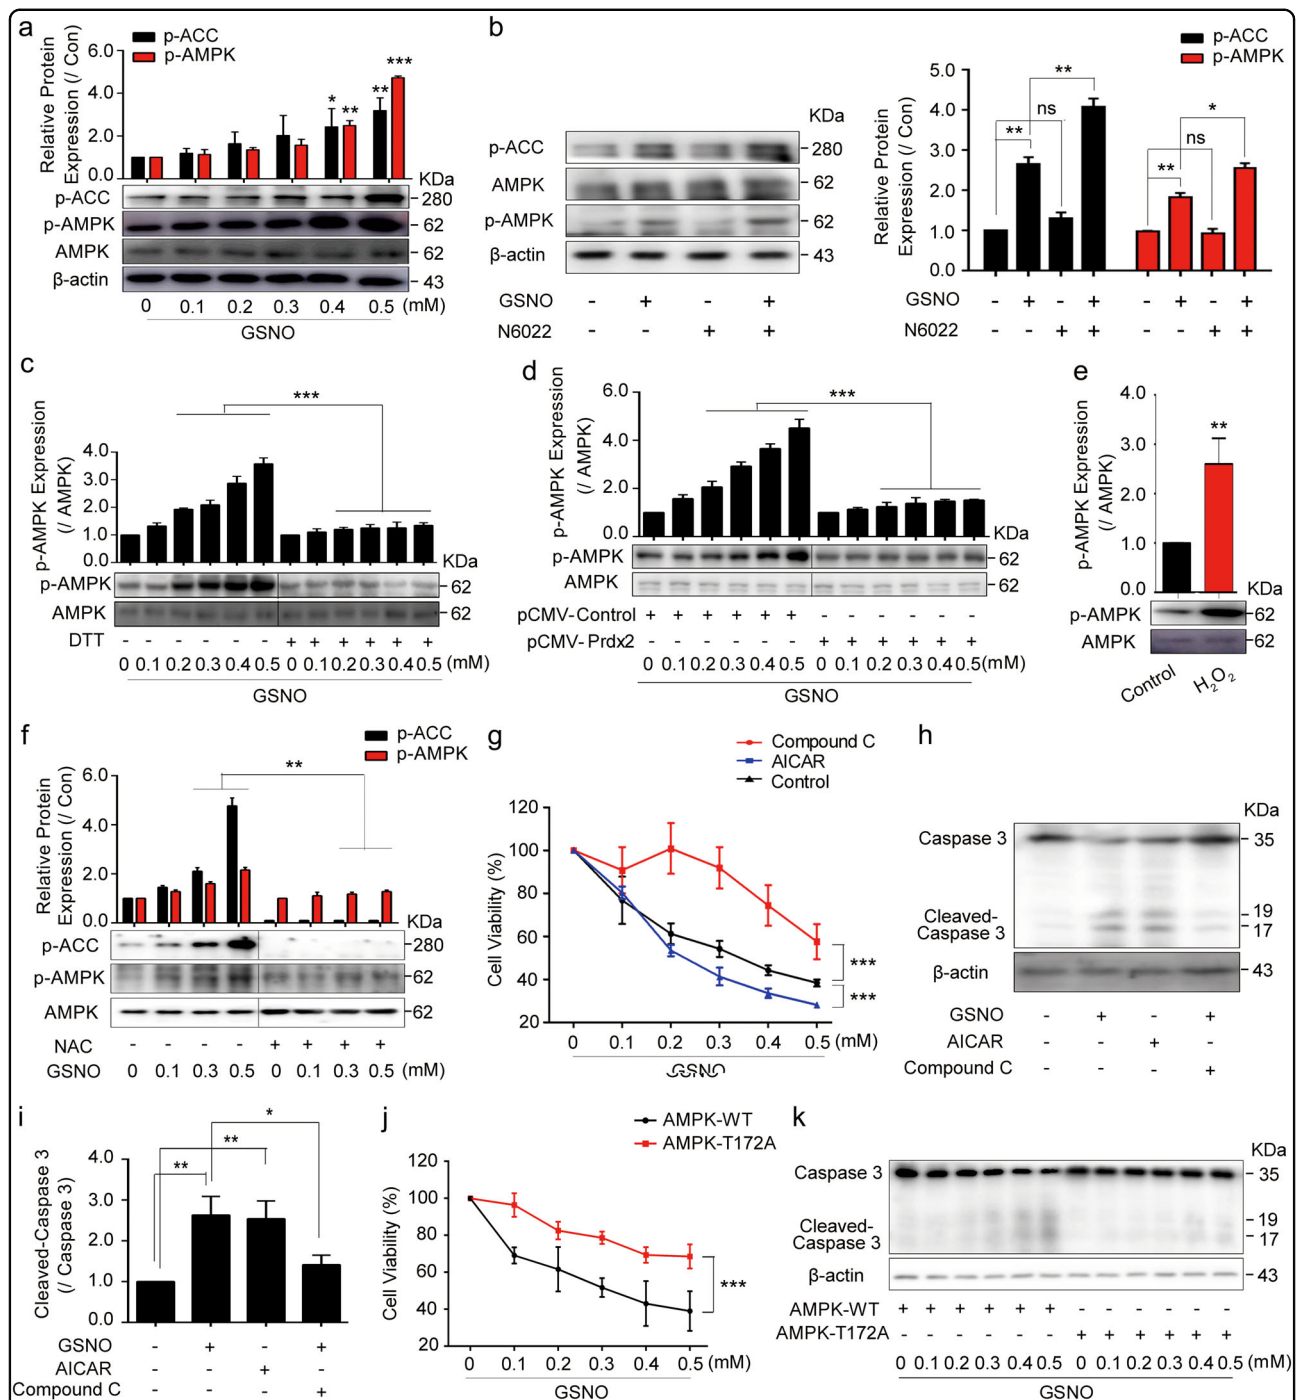 a
p-ACC
p-AMPK
Relative Protein
Expression (/ Con)
6.0
4.0
2.0
0.0
* ** ** ***
KDa
p-ACC 280
p-AMPK 62
AMPK 62
β-actin 43
0 0.1 0.2 0.3 0.4 0.5 (mM)
GSNO
b
KDa
p-ACC 280
AMPK 62
p-AMPK 62
β-actin 43
GSNO - + - +
N6022 - - + +
p-ACC
p-AMPK
Relative Protein
Expression (/ Con)
5.0
4.0
3.0
2.0
1.0
0.0
** ns ** ** ns *
GSNO - + - + - + - +
N6022 - - + + - - + +
c
p-AMPK Expression
(/ AMPK)
4.0
3.0
2.0
1.0
0.0
***
KDa
p-AMPK 62
AMPK 62
DTT - - - - - - + + + + + +
0 0.1 0.2 0.3 0.4 0.5 0 0.1 0.2 0.3 0.4 0.5 (mM)
GSNO
d
p-AMPK Expression
(/ AMPK)
6.0
4.0
2.0
0.0
***
KDa
p-AMPK 62
AMPK 62
pCMV-Control + + + + + + - - - - - -
pCMV-Prdx2 - - - - - - + + + + + +
0 0.1 0.2 0.3 0.4 0.5 0 0.1 0.2 0.3 0.4 0.5 (mM)
GSNO
e
p-AMPK Expression
(/ AMPK)
4.0
3.0
2.0
1.0
0.0
**
KDa
p-AMPK 62
AMPK 62
Control H2O2
f
p-ACC
p-AMPK
Relative Protein
Expression (/ Con)
6.0
4.0
2.0
0.0
**
KDa
p-ACC 280
p-AMPK 62
AMPK 62
NAC - - - - + + + +
GSNO 0 0.1 0.3 0.5 0 0.1 0.3 0.5 (mM)
g
Compound C
AICAR
Control
Cell Viability (%)
120
100
80
60
40
20
***
***
0 0.1 0.2 0.3 0.4 0.5 (mM)
GSNO
h
KDa
Caspase 3 35
Cleaved-
Caspase 3
19
17
β-actin 43
GSNO - + - +
AICAR - - + -
Compound C - - - +
i
Cleaved-Caspase 3
(/ Caspase 3)
4.0
3.0
2.0
1.0
0.0
** ** *
GSNO - + - +
AICAR - - + -
Compound C - - - +
j
AMPK-WT
AMPK-T172A
Cell Viability (%)
120
100
80
60
40
20
***
0 0.1 0.2 0.3 0.4 0.5 (mM)
GSNO
k
KDa
Caspase 3 35
Cleaved-
Caspase 3
19
17
β-actin 43
AMPK-WT + + + + + + - - - - - -
AMPK-T172A - - - - - - + + + + + +
0 0.1 0.2 0.3 0.4 0.5 0 0.1 0.2 0.3 0.4 0.5 (mM)
GSNO